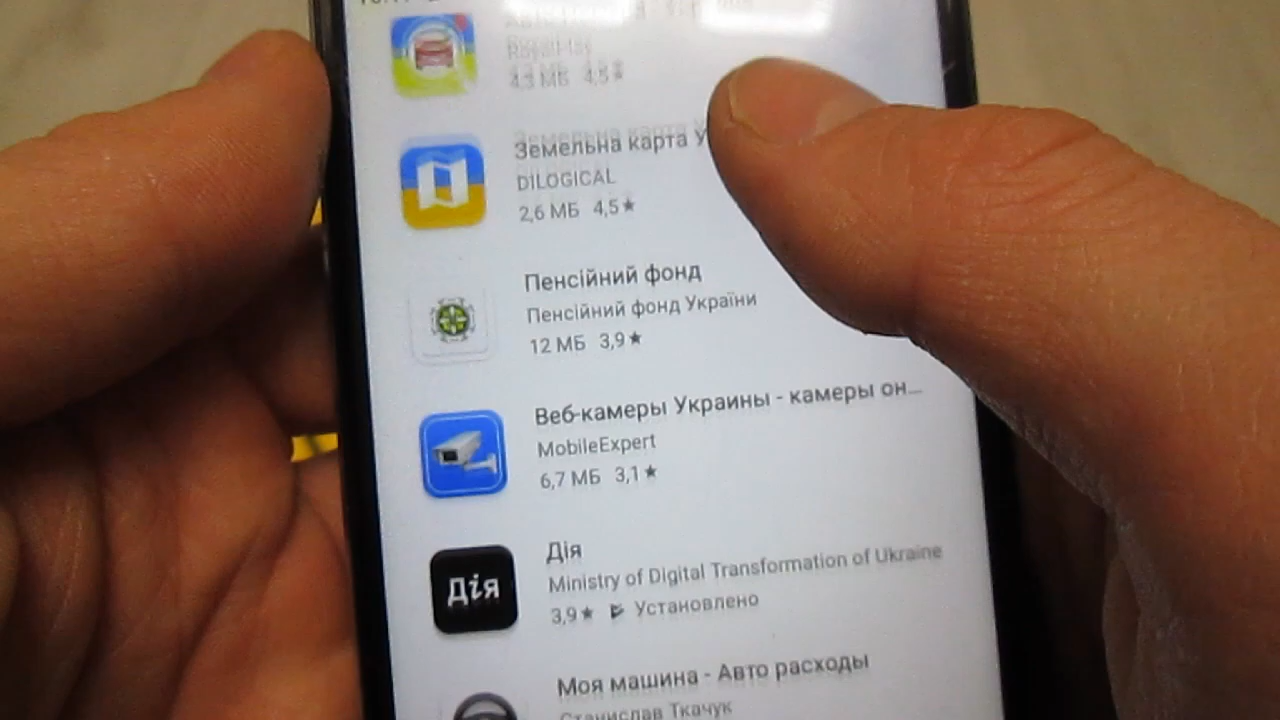 RoyalHat
4,3 МБ 4,5★
Земельна карта У
DILOGICAL
2,6 МБ 4,5★
Пенсійний фонд
Пенсійний фонд України
12 МБ 3,9★
Веб-камеры Украины - камеры он...
MobileExpert
6,7 МБ 3,1★
Дія
Дія
Ministry of Digital Transformation of Ukraine
3,9★ Установлено
Моя машина - Авто расходы
Станислав Ткачук